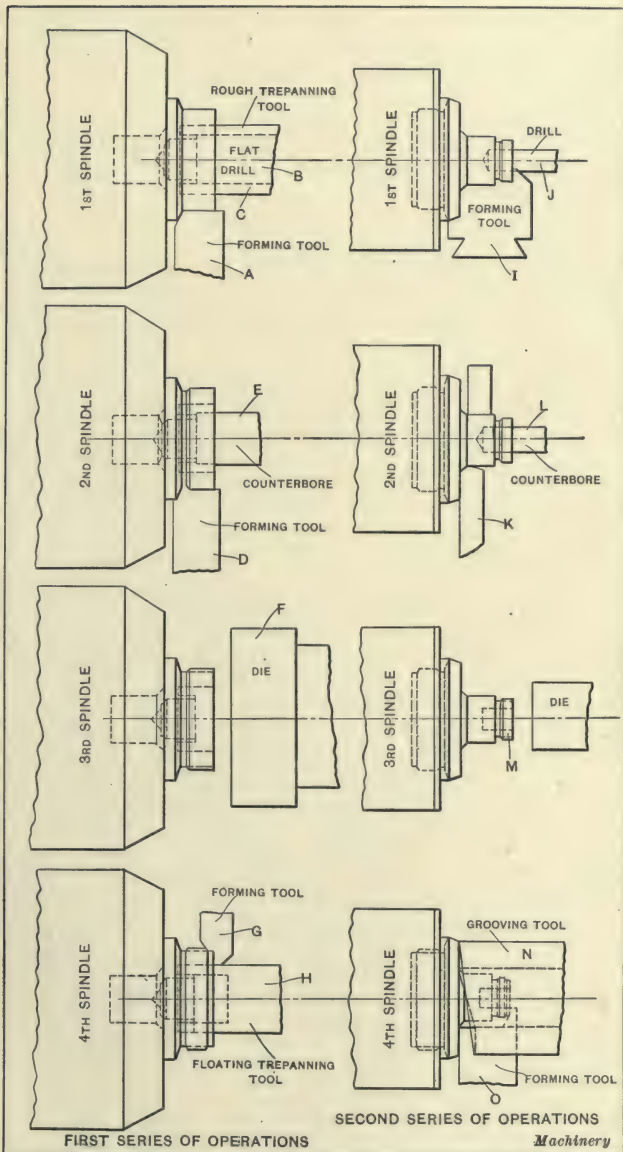 1ST SPINDLE
ROUGH TREPANNING
TOOL
FLAT
DRILL
B
C
FORMING TOOL
A
1ST SPINDLE
DRILL
J
FORMING
TOOL
I
2ND SPINDLE
E
COUNTERBORE
FORMING TOOL
D
2ND SPINDLE
L
COUNTERBORE
K
3RD SPINDLE
F
DIE
3RD SPINDLE
DIE
M
4TH SPINDLE
FORMING TOOL
G
H
FLOATING TREPANNING
TOOL
4TH SPINDLE
GROOVING TOOL
N
FORMING TOOL
O
FIRST SERIES OF OPERATIONS
SECOND SERIES OF OPERATIONS
Machinery